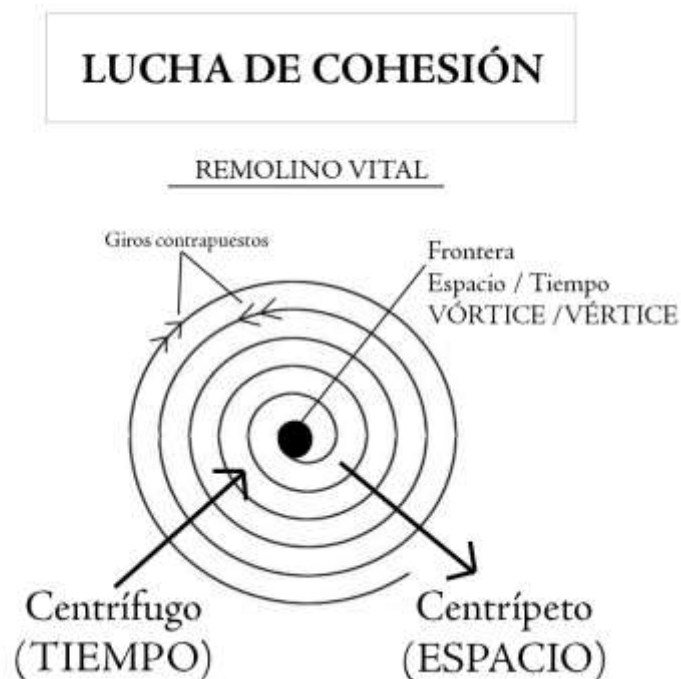 LUCHA DE COHESIÓN
REMOLINO VITAL
Giros contrapuestos
Frontera
Espacio / Tiempo
VÓRTICE / VÉRTICE
Centrífugo
(TIEMPO)
Centrípeto
(ESPACIO)